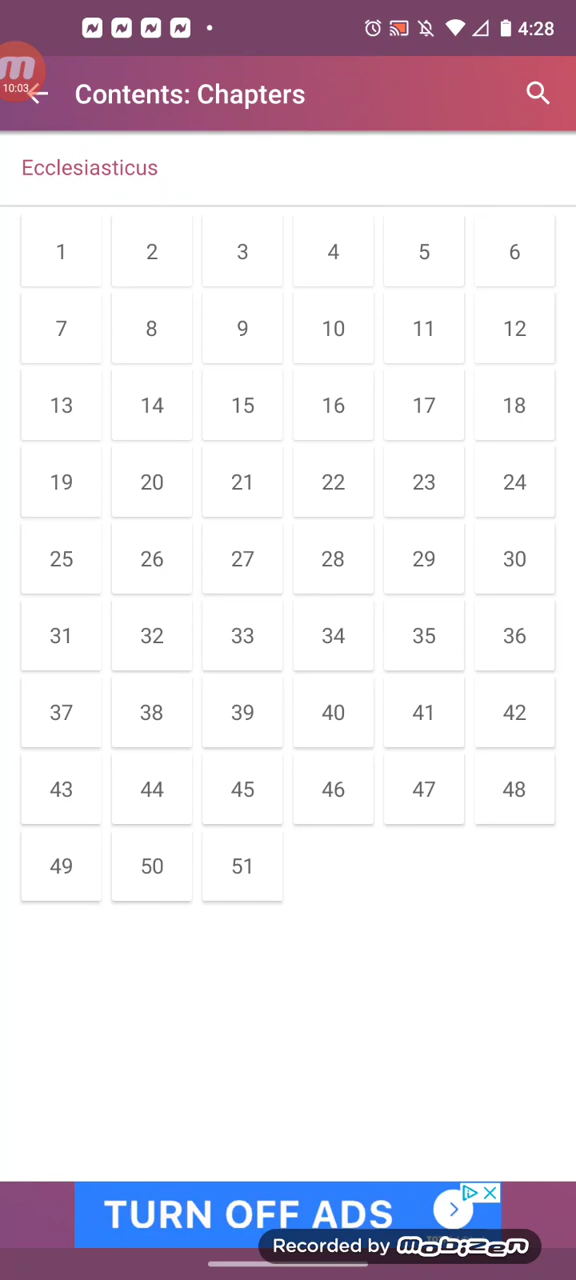 4:28
10:03
Contents: Chapters
Ecclesiasticus
1 2 3 4 5 6
7 8 9 10 11 12
13 14 15 16 17 18
19 20 21 22 23 24
25 26 27 28 29 30
31 32 33 34 35 36
37 38 39 40 41 42
43 44 45 46 47 48
49 50 51
TURN OFF ADS
Recorded by mobizen